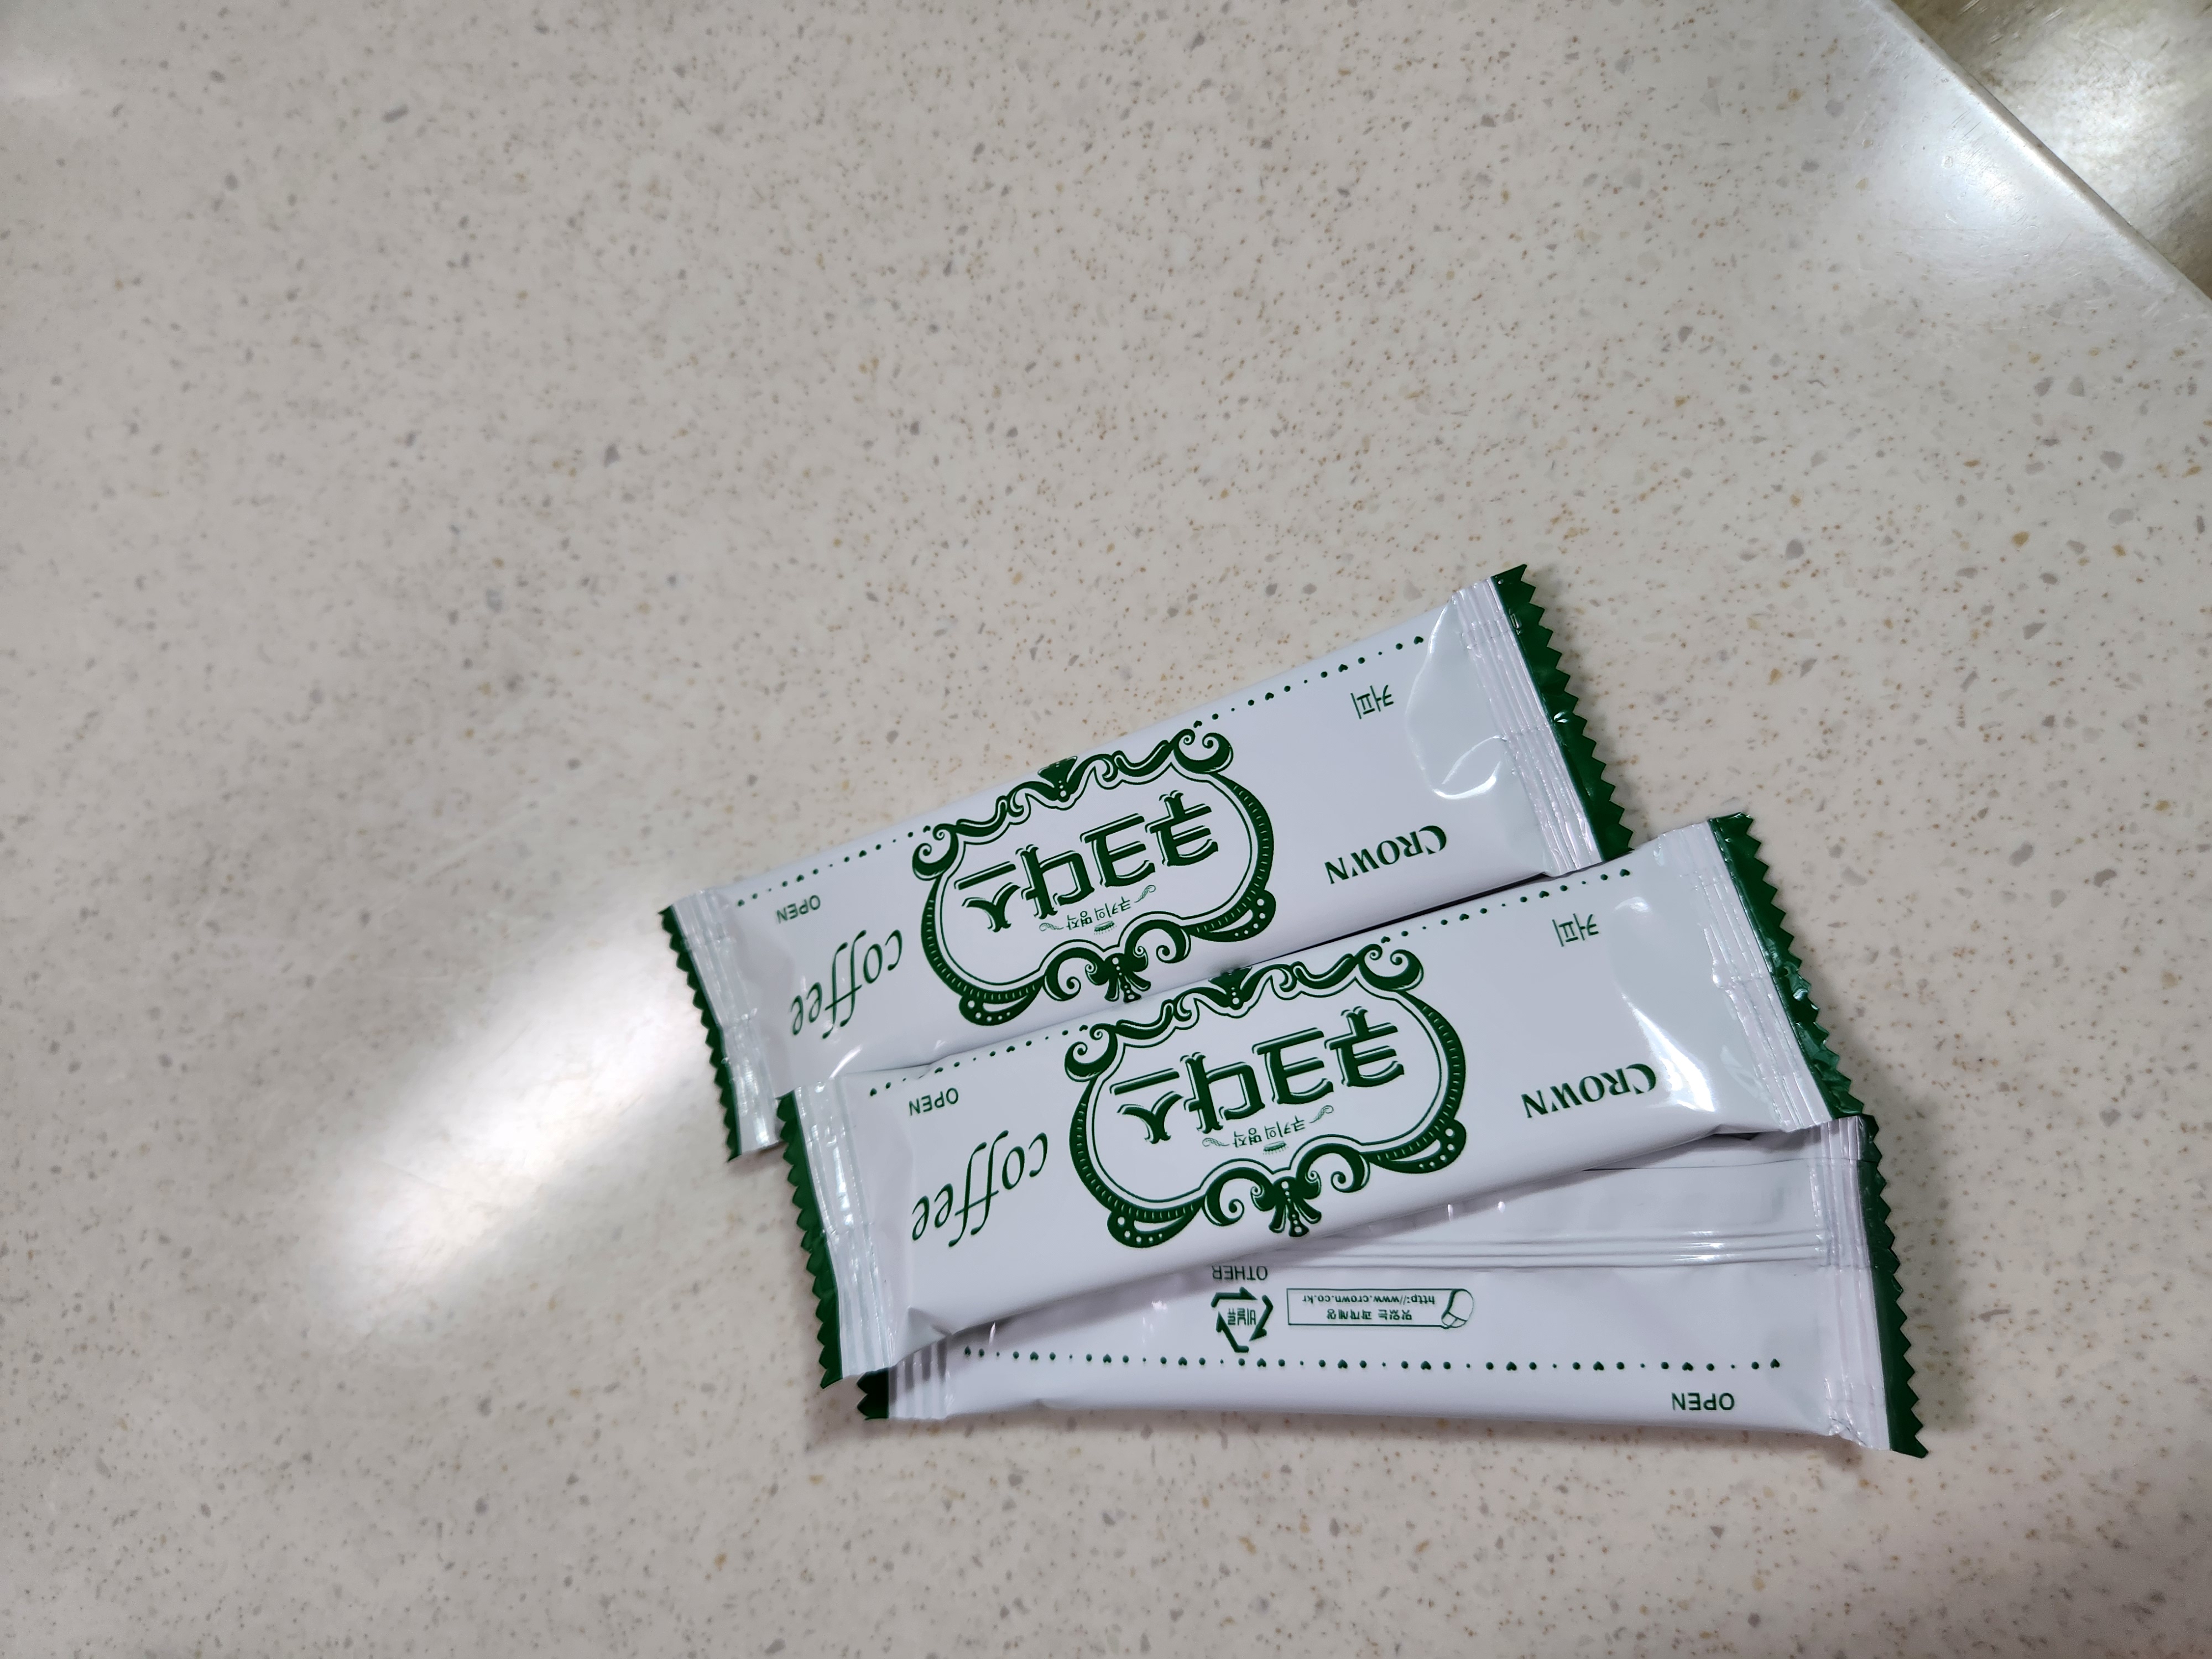 OPEN
비닐류
OTHER
맛있는 과자세상
http://www.crown.co.kr
CROWN
쿠키의 명작
쿠크다스
coffee
OPEN
커피
CROWN
쿠키의 명작
쿠크다스
coffee
OPEN
커피